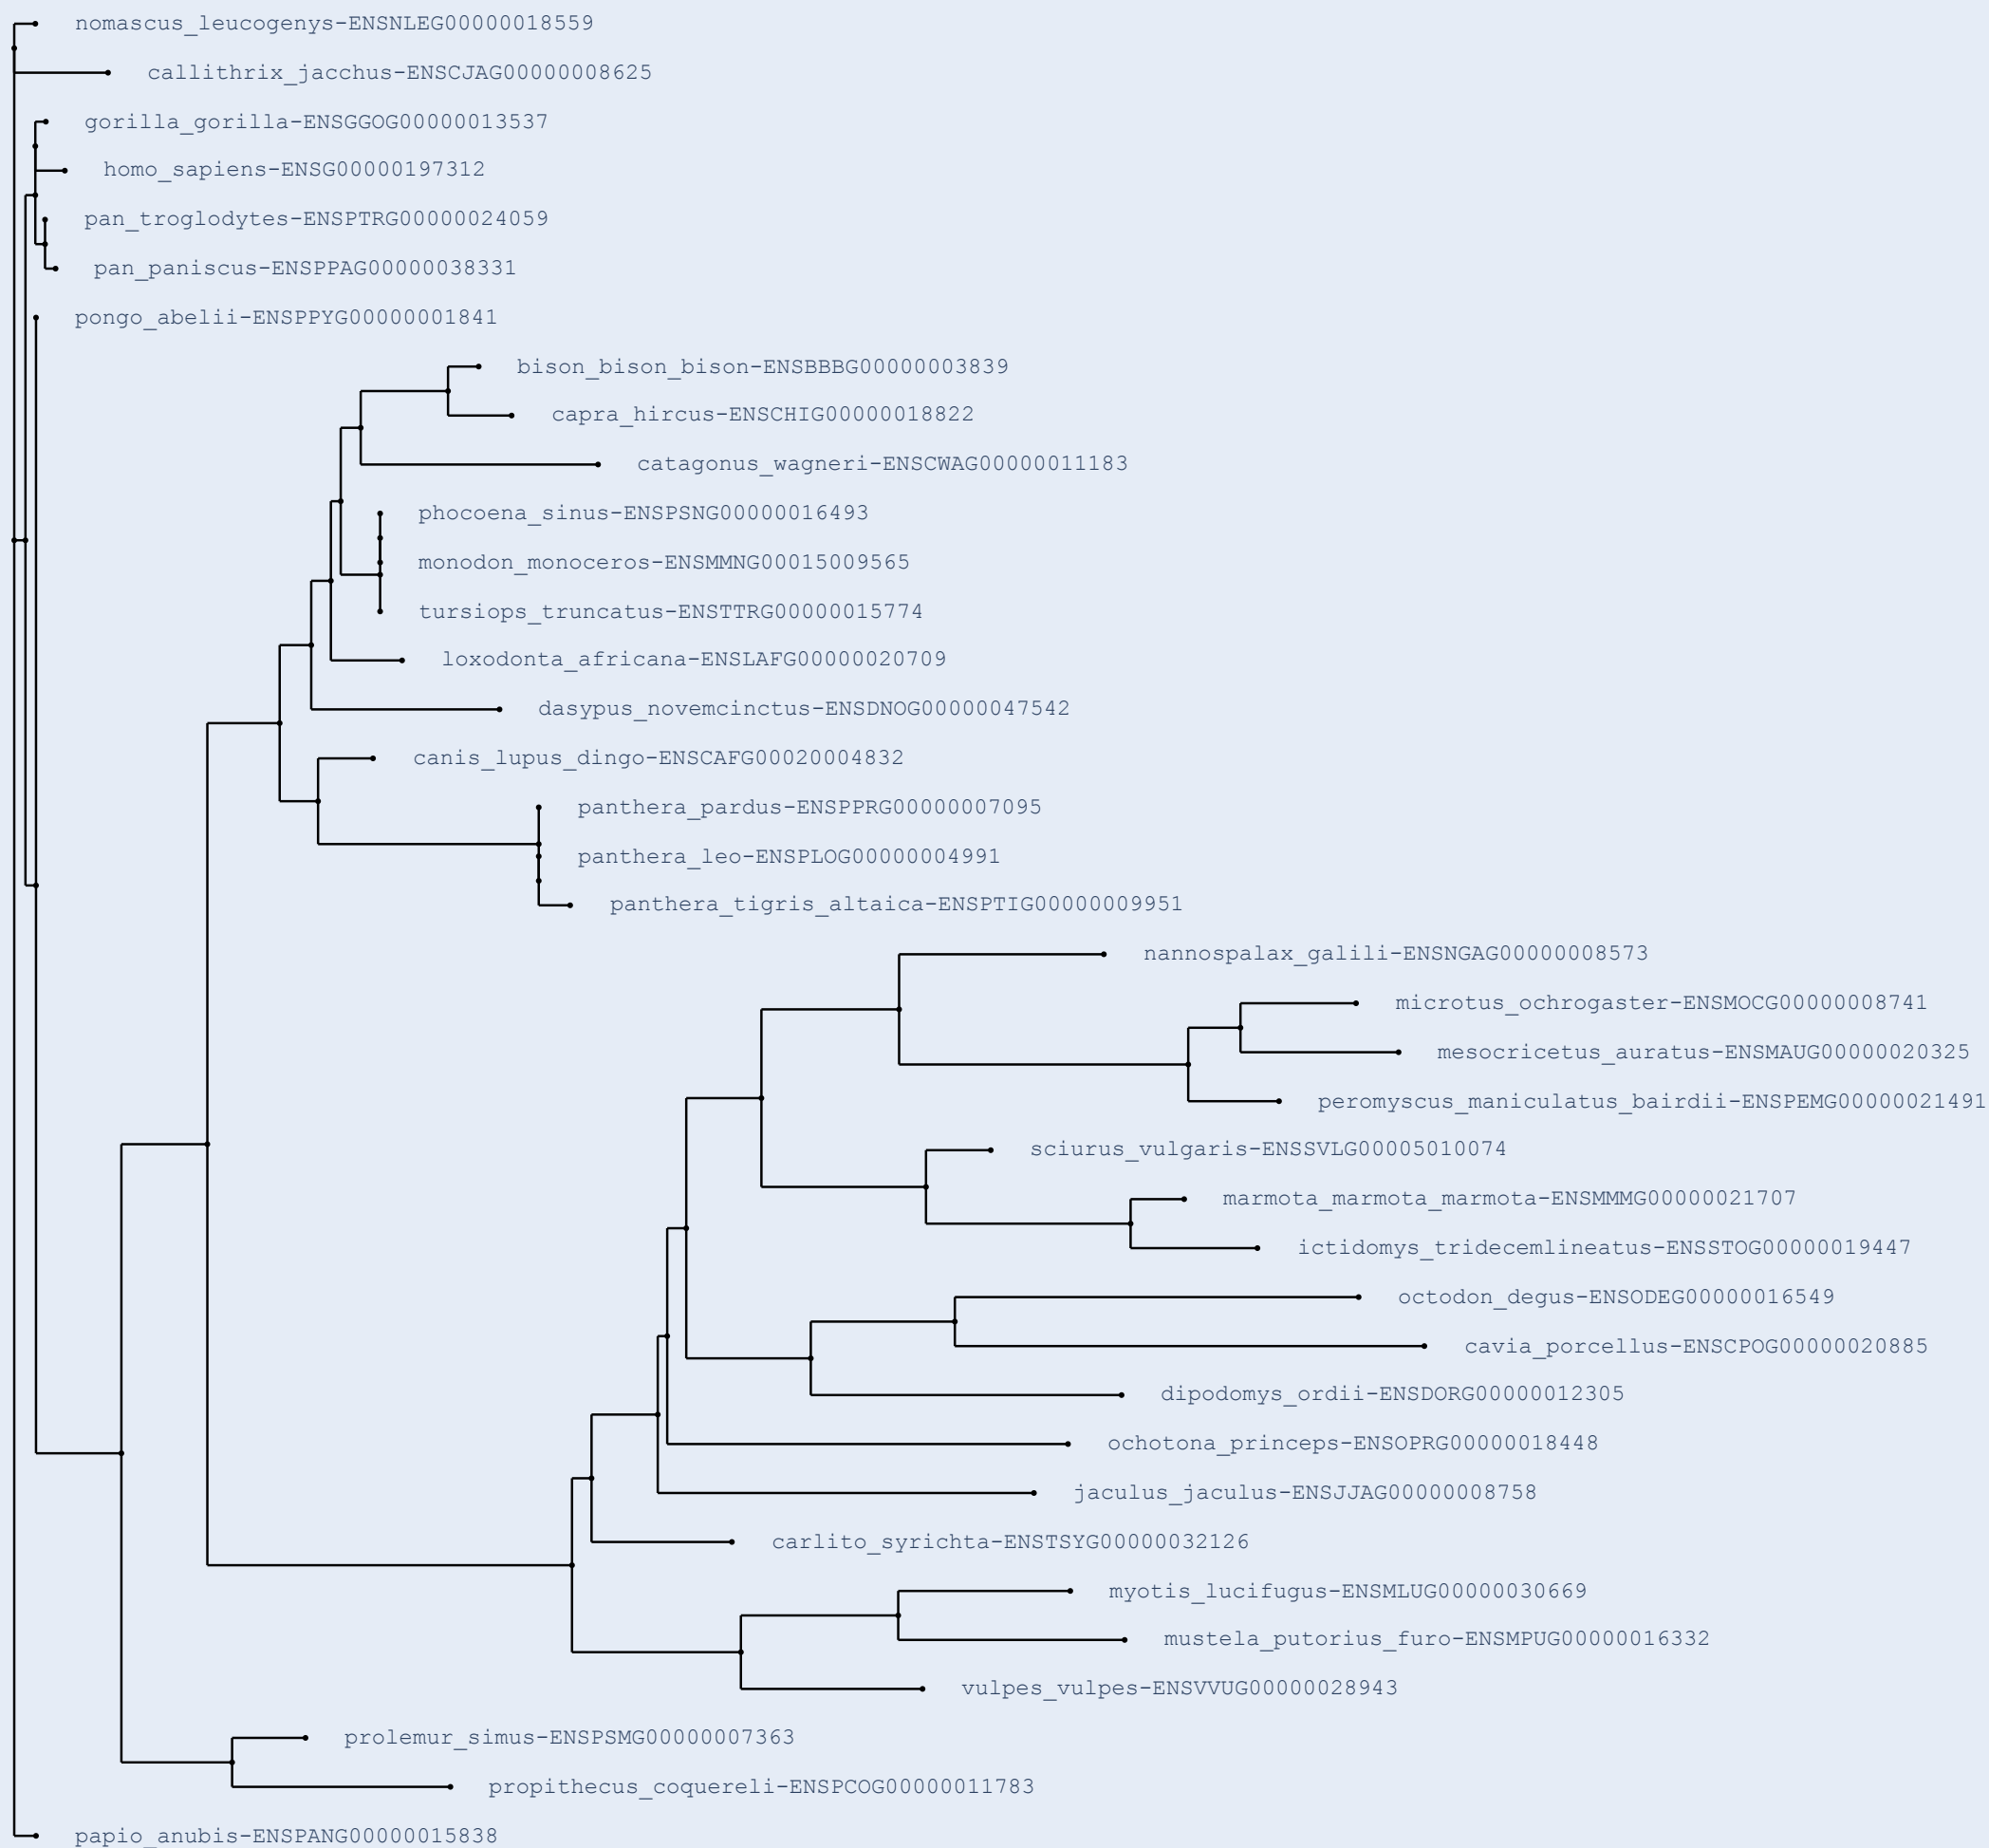 nomascus_leucogenys-ENSNLEG00000018559
callithrix_jacchus-ENSCJAG00000008625
gorilla_gorilla-ENSGGOG00000013537
homo_sapiens-ENSG00000197312
pan_troglodytes-ENSPTRG00000024059
pan_paniscus-ENSPPAG00000038331
pongo_abelii-ENSPPYG00000001841
bison_bison_bison-ENSBBBG00000003839
capra_hircus-ENSCHIG00000018822
catagonus_wagneri-ENSCWAG00000011183
phocoena_sinus-ENSPSNG00000016493
monodon_monoceros-ENSMMNG00015009565
tursiops_truncatus-ENSTTRG00000015774
loxodonta_africana-ENSLAFG00000020709
dasypus_novemcinctus-ENSDNOG00000047542
canis_lupus_dingo-ENSCAFG00020004832
panthera_pardus-ENSPPRG00000007095
panthera_leo-ENSPLOG00000004991
panthera_tigris_altaica-ENSPTIG00000009951
nannospalax_galili-ENSNGAG00000008573
microtus_ochrogaster-ENSMOCG00000008741
mesocricetus_auratus-ENSMAUG00000020325
peromyscus_maniculatus_bairdii-ENSPEMG00000021491
sciurus_vulgaris-ENSSVLG00005010074
marmota_marmota_marmota-ENSMMMG00000021707
ictidomys_tridecemlineatus-ENSSTOG00000019447
octodon_degus-ENSODEG00000016549
cavia_porcellus-ENSCPOG00000020885
dipodomys_ordii-ENSDORG00000012305
ochotona_princeps-ENSOPRG00000018448
jaculus_jaculus-ENSJJAG00000008758
carlito_syrichta-ENSTSYG00000032126
myotis_lucifugus-ENSMLUG00000030669
mustela_putorius_furo-ENSMPUG00000016332
vulpes_vulpes-ENSVVUG00000028943
prolemur_simus-ENSPSMG00000007363
propithecus_coquereli-ENSPCOG00000011783
papio_anubis-ENSPANG00000015838